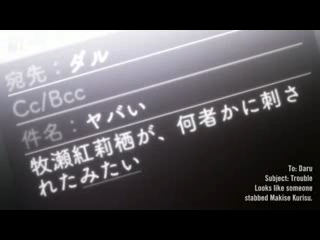 宛先：ダル
Cc/Bcc
件名：ヤバい
牧瀬紅莉栖が、何者かに刺さ
れたみたい
To: Daru
Subject: Trouble
Looks like someone
stabbed Makise Kurisu.